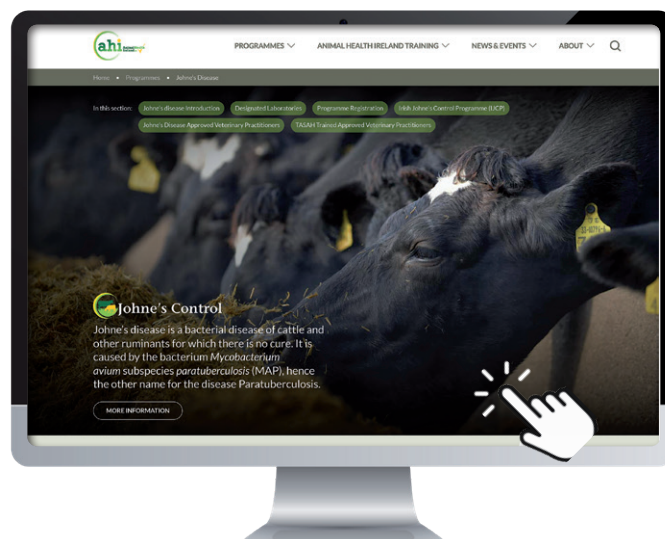 ahi
PROGRAMMES ANIMAL HEALTH IRELAND TRAINING NEWS & EVENTS ABOUT
Home • Programmes • Johne's Disease
In this section: Johne's disease Introduction Designated Laboratories Programme Registration Irish Johne's Control Programme (IJCP)
Johne's Disease Approved Veterinary Practitioners TASAH Trained Approved Veterinary Practitioners
Johne's Control
Johne's disease is a bacterial disease of cattle and
other ruminants for which there is no cure. It is
caused by the bacterium Mycobacterium
avium subspecies paratuberculosis (MAP), hence
the other name for the disease Paratuberculosis.
MORE INFORMATION